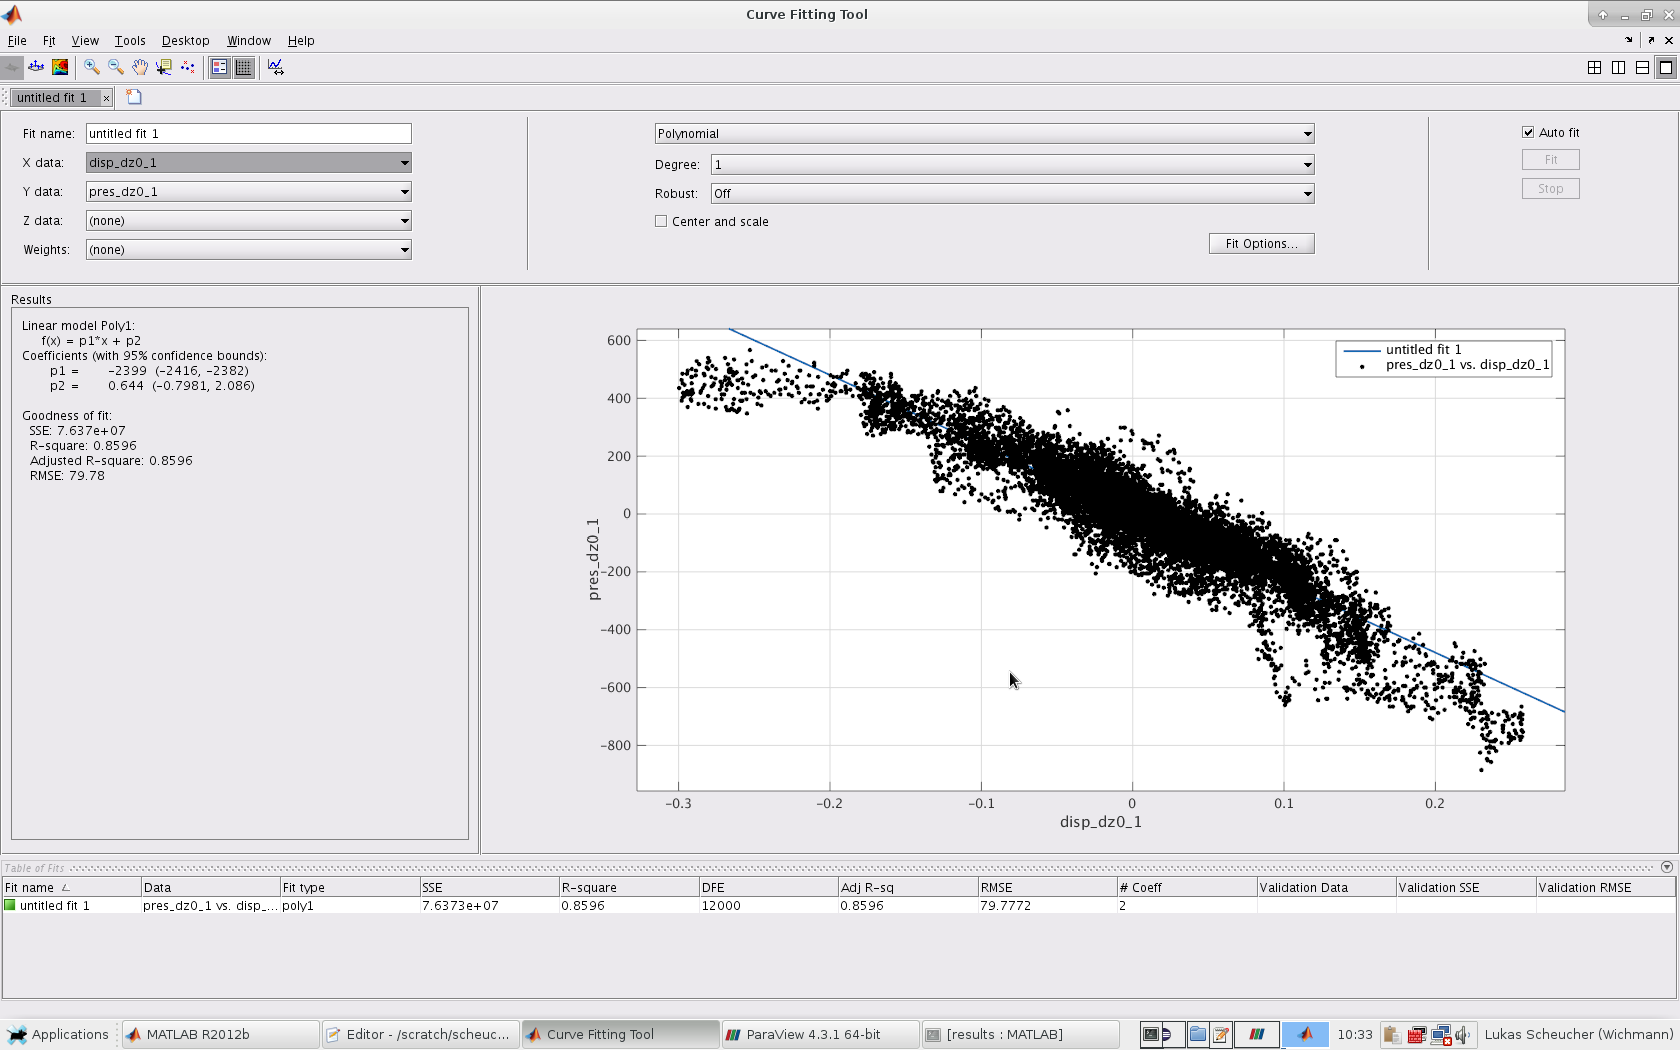 Curve Fitting Tool
File Fit View Tools Desktop Window Help
untitled fit 1
Fit name: untitled fit 1
X data: disp_dz0_1
Y data: pres_dz0_1
Z data: (none)
Weights: (none)
Polynomial
Degree: 1
Robust: Off
Center and scale
Fit Options...
Auto fit
Fit
Stop
Results
Linear model Poly1:
f(x) = p1*x + p2
Coefficients (with 95% confidence bounds):
p1 = -2399 (-2416, -2382)
p2 = 0.644 (-0.7981, 2.086)
Goodness of fit:
SSE: 7.637e+07
R-square: 0.8596
Adjusted R-square: 0.8596
RMSE: 79.78
untitled fit 1
pres_dz0_1 vs. disp_dz0_1
600
400
200
0
-200
-400
-600
-800
pres_dz0_1
-0.3 -0.2 -0.1 0 0.1 0.2
disp_dz0_1
Table of Fits
Fit name Data Fit type SSE R-square DFE Adj R-sq RMSE # Coeff Validation Data Validation SSE Validation RMSE
untitled fit 1 pres_dz0_1 vs. disp_... poly1 7.6373e+07 0.8596 12000 0.8596 79.7772 2
Applications MATLAB R2012b Editor - /scratch/scheuc... Curve Fitting Tool ParaView 4.3.1 64-bit [results : MATLAB] 10:33 Lukas Scheucher (Wichmann)